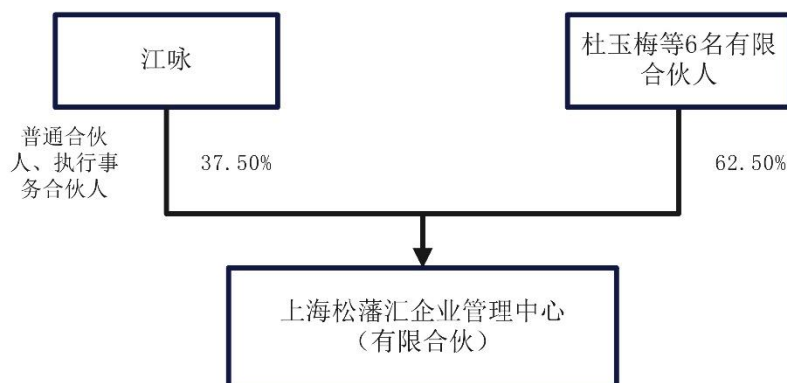 江咏
杜玉梅等6名有限
合伙人
普通合伙
人、执行事
务合伙人
37.50%
62.50%
上海松藩汇企业管理中心
（有限合伙）